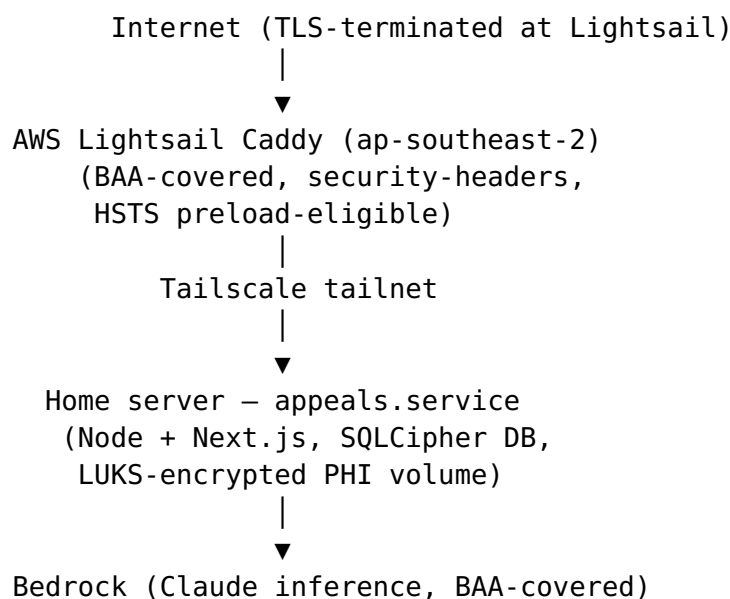 Internet (TLS-terminated at Lightsail)
AWS Lightsail Caddy (ap-southeast-2)
(BAA-covered, security-headers,
HSTS preload-eligible)
Tailscale tailnet
Home server — appeals.service
(Node + Next.js, SQLCipher DB,
LUKS-encrypted PHI volume)
Bedrock (Claude inference, BAA-covered)